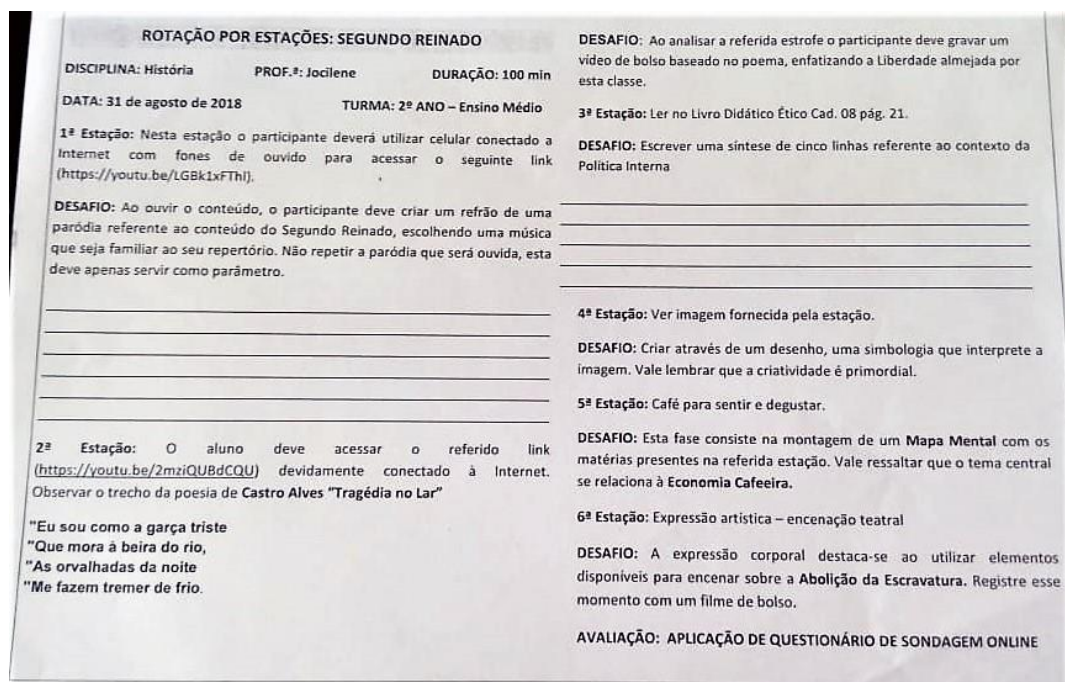 ROTAÇÃO POR ESTAÇÕES: SEGUNDO REINADO
DISCIPLINA: História PROF.ª: Jocilene DURAÇÃO: 100 min
DATA: 31 de agosto de 2018 TURMA: 2º ANO – Ensino Médio
1ª Estação: Nesta estação o participante deverá utilizar celular conectado a
Internet com fones de ouvido para acessar o seguinte link
(https://youtu.be/LGBk1xFThI).
DESAFIO: Ao ouvir o conteúdo, o participante deve criar um refrão de uma
paródia referente ao conteúdo do Segundo Reinado, escolhendo uma música
que seja familiar ao seu repertório. Não repetir a paródia que será ouvida, esta
deve apenas servir como parâmetro.
2ª Estação: O aluno deve acessar o referido link
(https://youtu.be/2mziQUBdCQU) devidamente conectado à Internet.
Observar o trecho da poesia de Castro Alves "Tragédia no Lar"
"Eu sou como a garça triste
"Que mora à beira do rio,
"As orvalhadas da noite
"Me fazem tremer de frio.
DESAFIO: Ao analisar a referida estrofe o participante deve gravar um
vídeo de bolso baseado no poema, enfatizando a Liberdade almejada por
esta classe.
3ª Estação: Ler no Livro Didático Ético Cad. 08 pág. 21.
DESAFIO: Escrever uma síntese de cinco linhas referente ao contexto da
Política Interna
4ª Estação: Ver imagem fornecida pela estação.
DESAFIO: Criar através de um desenho, uma simbologia que interprete a
imagem. Vale lembrar que a criatividade é primordial.
5ª Estação: Café para sentir e degustar.
DESAFIO: Esta fase consiste na montagem de um Mapa Mental com os
matérias presentes na referida estação. Vale ressaltar que o tema central
se relaciona à Economia Cafeeira.
6ª Estação: Expressão artística – encenação teatral
DESAFIO: A expressão corporal destaca-se ao utilizar elementos
disponíveis para encenar sobre a Abolição da Escravatura. Registre esse
momento com um filme de bolso.
AVALIAÇÃO: APLICAÇÃO DE QUESTIONÁRIO DE SONDAGEM ONLINE